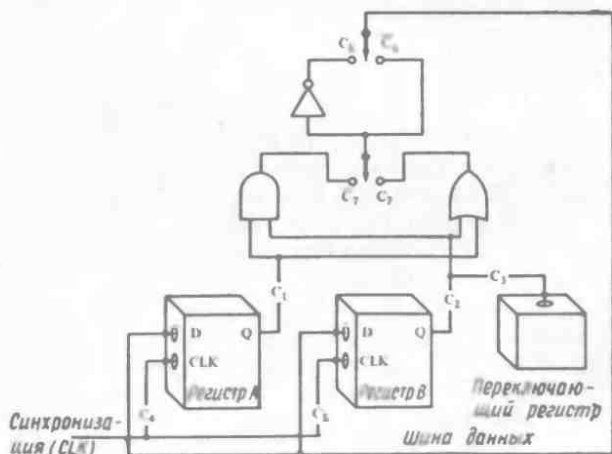 C₆ C̅₆
C̅₇ C₇
C₁ C₂ C₃
D Q D Q
CLK CLK
Регистр А Регистр В
Переключаю-
щий регистр
C₄ C₅
Синхрониза-
ция (CLK)
Шина данных